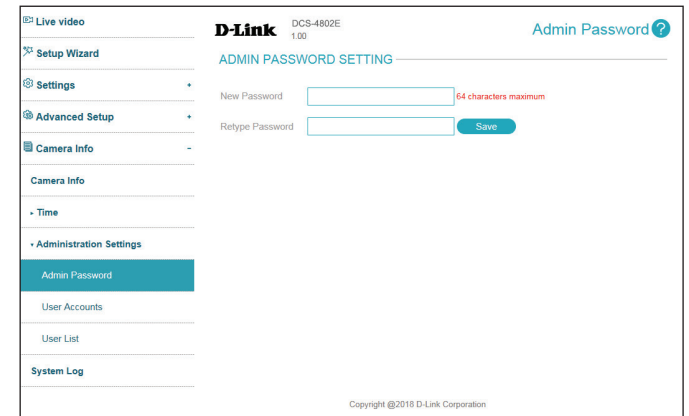 Live video
Setup Wizard
Settings +
Advanced Setup +
Camera Info -
Camera Info
Time
Administration Settings
Admin Password
User Accounts
User List
System Log
D-Link DCS-4802E
1.00
Admin Password ?
ADMIN PASSWORD SETTING
New Password 64 characters maximum
Retype Password Save
Copyright @2018 D-Link Corporation